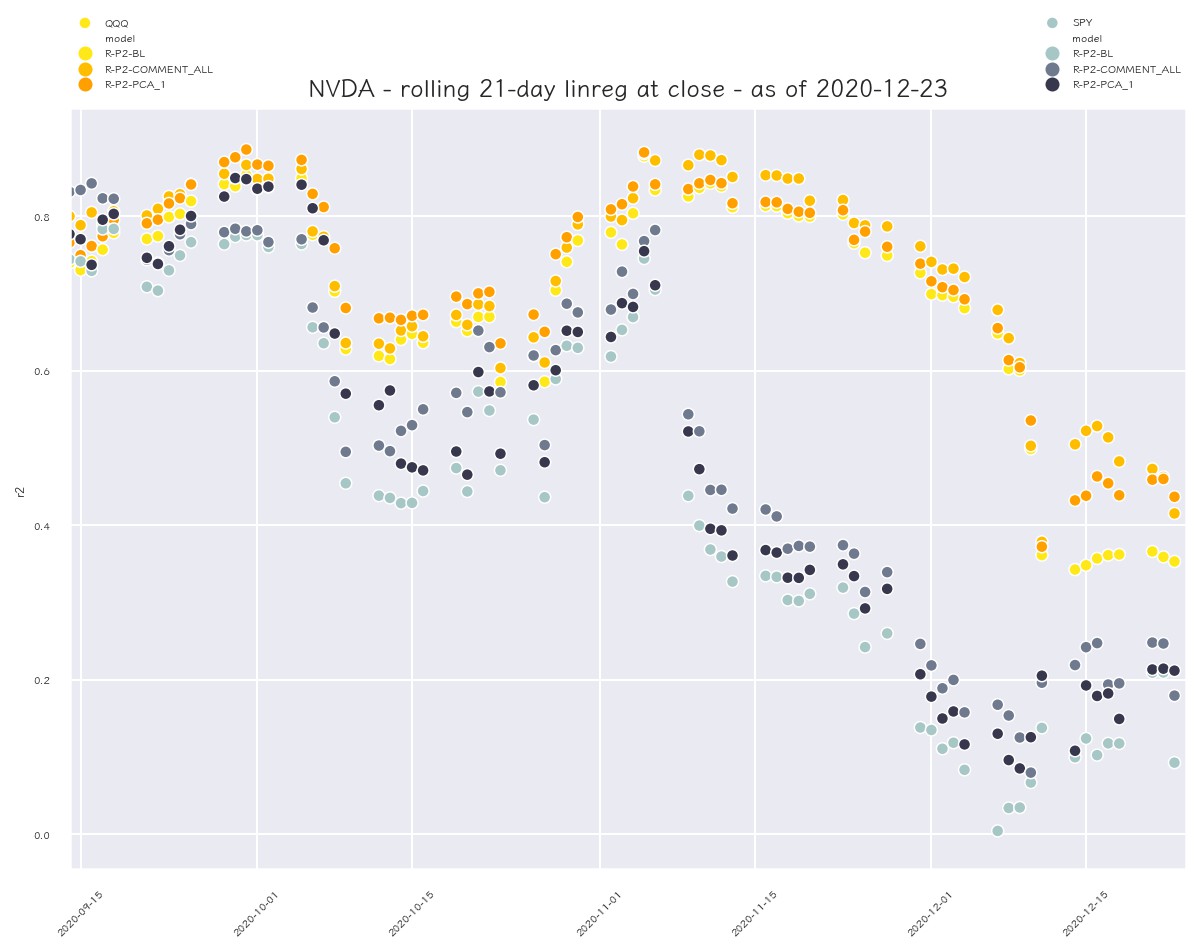 QQQ
model
R-P2-BL
R-P2-COMMENT_ALL
R-P2-PCA_1
SPY
model
R-P2-BL
R-P2-COMMENT_ALL
R-P2-PCA_1
NVDA - rolling 21-day linreg at close - as of 2020-12-23
r2
0.8
0.6
0.4
0.2
0.0
2020-09-15
2020-10-01
2020-10-15
2020-11-01
2020-11-15
2020-12-01
2020-12-15